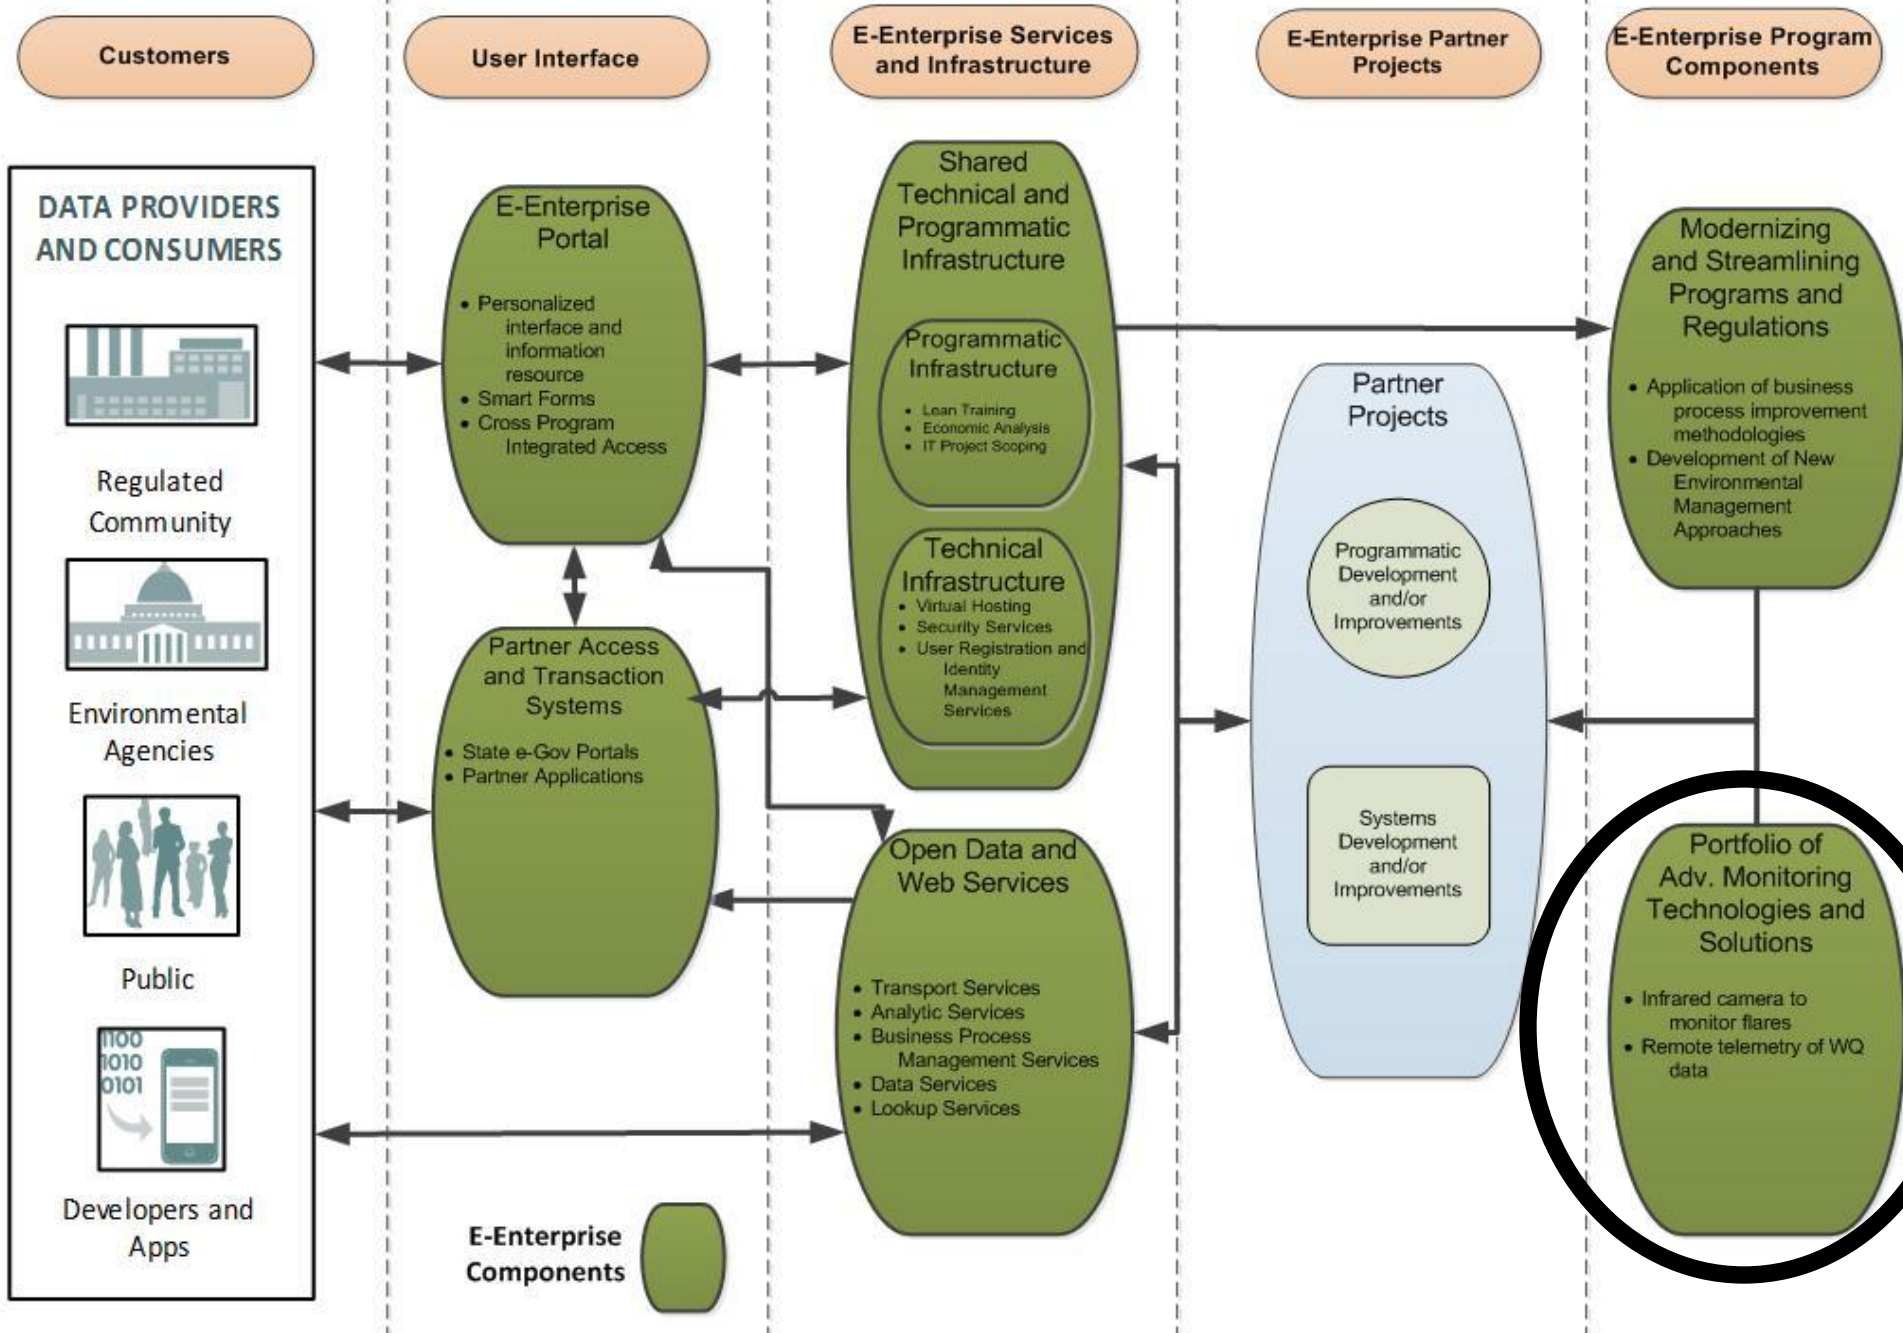 Customers
User Interface
E-Enterprise Services
and Infrastructure
E-Enterprise Partner
Projects
E-Enterprise Program
Components
DATA PROVIDERS
AND CONSUMERS
Regulated
Community
Environmental
Agencies
Public
1100
1010
0101
Developers and
Apps
E-Enterprise
Portal
• Personalized
interface and
information
resource
• Smart Forms
• Cross Program
Integrated Access
Partner Access
and Transaction
Systems
• State e-Gov Portals
• Partner Applications
E-Enterprise
Components
Shared
Technical and
Programmatic
Infrastructure
Programmatic
Infrastructure
• Lean Training
• Economic Analysis
• IT Project Scoping
Technical
Infrastructure
• Virtual Hosting
• Security Services
• User Registration and
Identity
Management
Services
Open Data and
Web Services
• Transport Services
• Analytic Services
• Business Process
Management Services
• Data Services
• Lookup Services
Partner
Projects
Programmatic
Development
and/or
Improvements
Systems
Development
and/or
Improvements
Modernizing
and Streamlining
Programs and
Regulations
• Application of business
process improvement
methodologies
• Development of New
Environmental
Management
Approaches
Portfolio of
Adv. Monitoring
Technologies and
Solutions
• Infrared camera to
monitor flares
• Remote telemetry of WQ
data